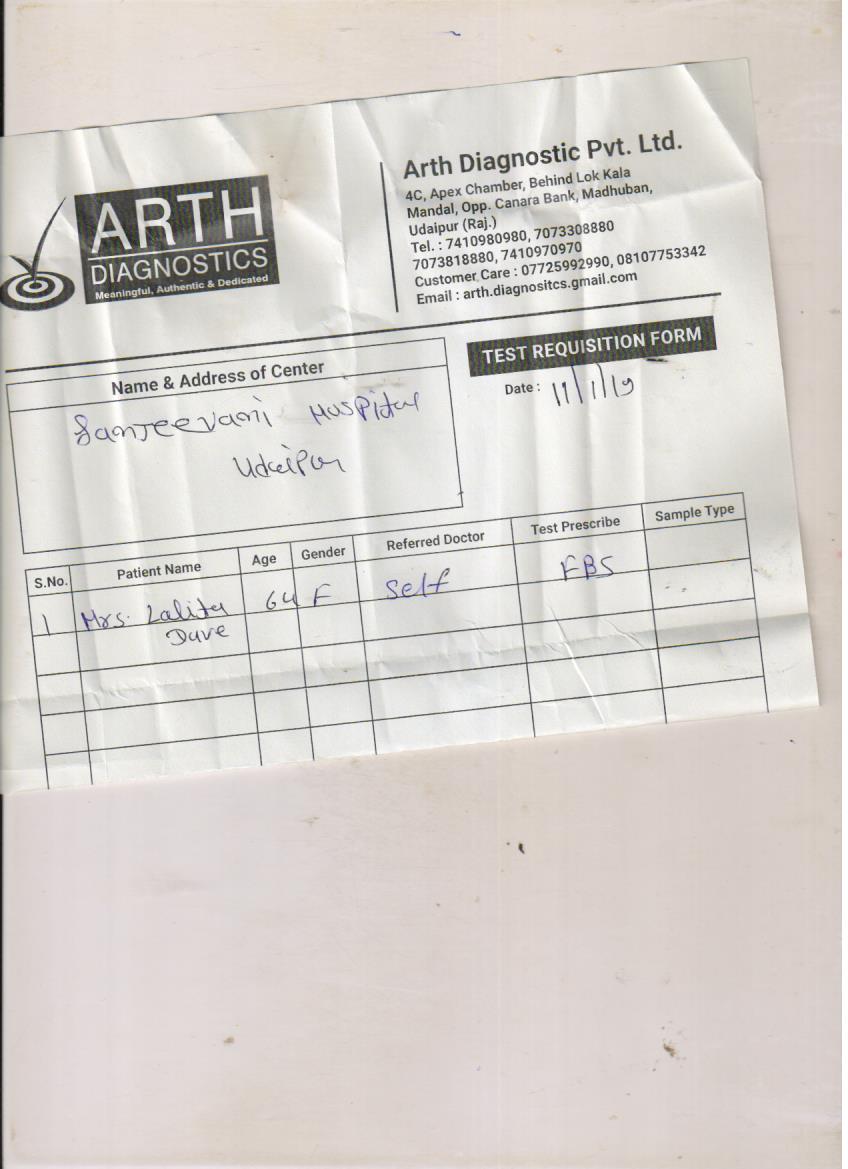 ARTH
DIAGNOSTICS
Meaningful, Authentic & Dedicated
Arth Diagnostic Pvt. Ltd.
4C, Apex Chamber, Behind Lok Kala
Mandal, Opp. Canara Bank, Madhuban,
Udaipur (Raj.)
Tel. : 7410980980, 7073308880
7073818880, 7410970970
Customer Care : 07725992990, 08107753342
Email : arth.diagnositcs.gmail.com
TEST REQUISITION FORM
Date : 11/1/19
Name & Address of Center
Sanjeevani Hospital
Udaipur
S.No. Patient Name Age Gender Referred Doctor Test Prescribe Sample Type
1 Mrs. Lalita 64 F Self FBS
Dave